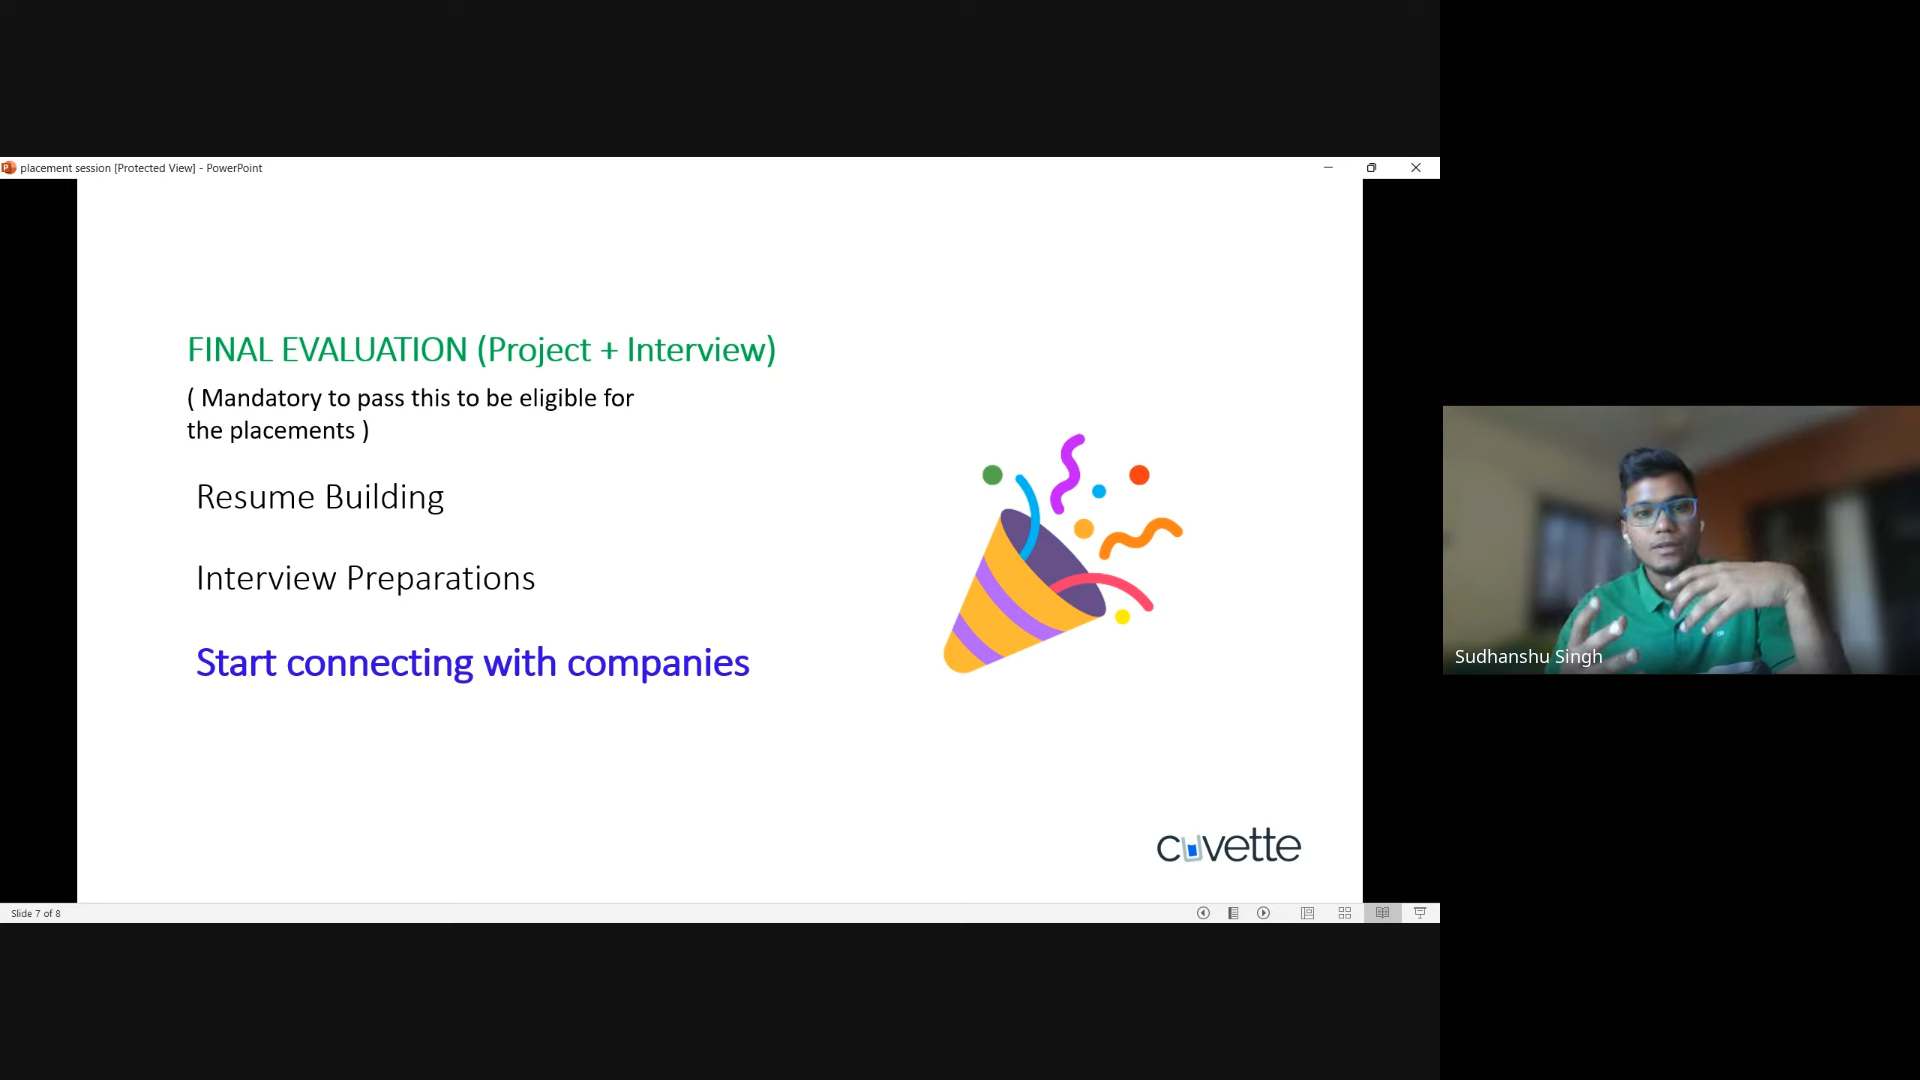 placement session [Protected View] - PowerPoint
FINAL EVALUATION (Project + Interview)
( Mandatory to pass this to be eligible for
the placements )
Resume Building
Interview Preparations
Start connecting with companies
cuvette
Slide 7 of 8
Sudhanshu Singh